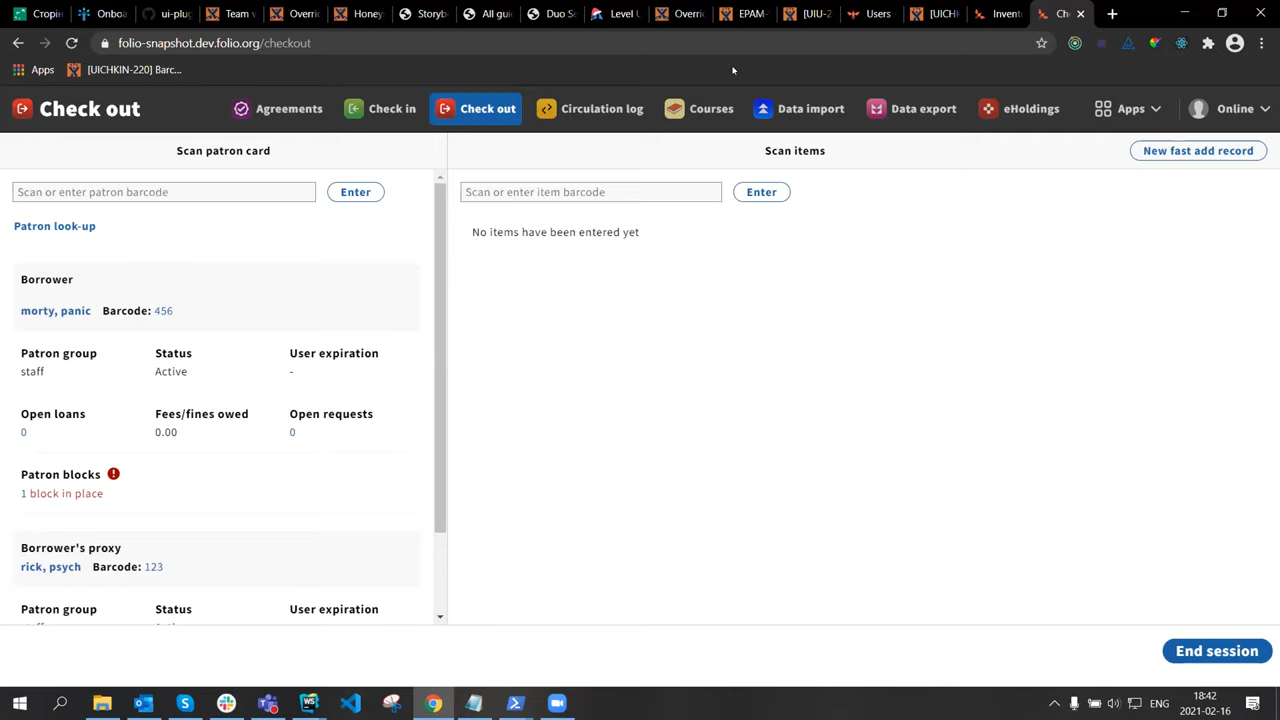 Cropin
Onboa
ui-plug
Team v
Overri
Honey
Storyb
All gui
Duo S
Level U
Overri
EPAM-
[UIU-2
Users
[UICH
Invent
Che
folio-snapshot.dev.folio.org/checkout
Apps
[UICHKIN-220] Barc...
Check out
Agreements
Check in
Check out
Circulation log
Courses
Data import
Data export
eHoldings
Apps
Online
Scan patron card
Scan items
New fast add record
Scan or enter patron barcode
Enter
Scan or enter item barcode
Enter
Patron look-up
No items have been entered yet
Borrower
morty, panic Barcode: 456
Patron group Status User expiration
staff Active -
Open loans Fees/fines owed Open requests
0 0.00 0
Patron blocks
1 block in place
Borrower's proxy
rick, psych Barcode: 123
Patron group Status User expiration
End session
ENG
18:42
2021-02-16